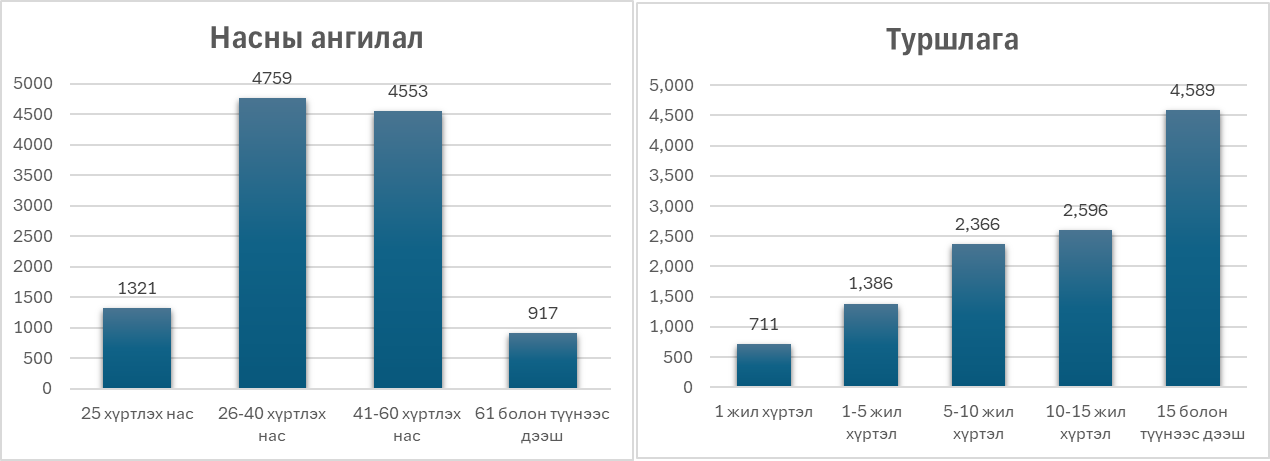 Насны ангилал
5000
4500
4000
3500
3000
2500
2000
1500
1000
500
0
1321
4759
4553
917
25 хүртлэх нас
26-40 хүртлэх
нас
41-60 хүртлэх
нас
61 болон түүнээс
дээш
Туршлага
5,000
4,500
4,000
3,500
3,000
2,500
2,000
1,500
1,000
500
0
711
1,386
2,366
2,596
4,589
1 жил хүртэл
1-5 жил
хүртэл
5-10 жил
хүртэл
10-15 жил
хүртэл
15 болон
түүнээс дээш